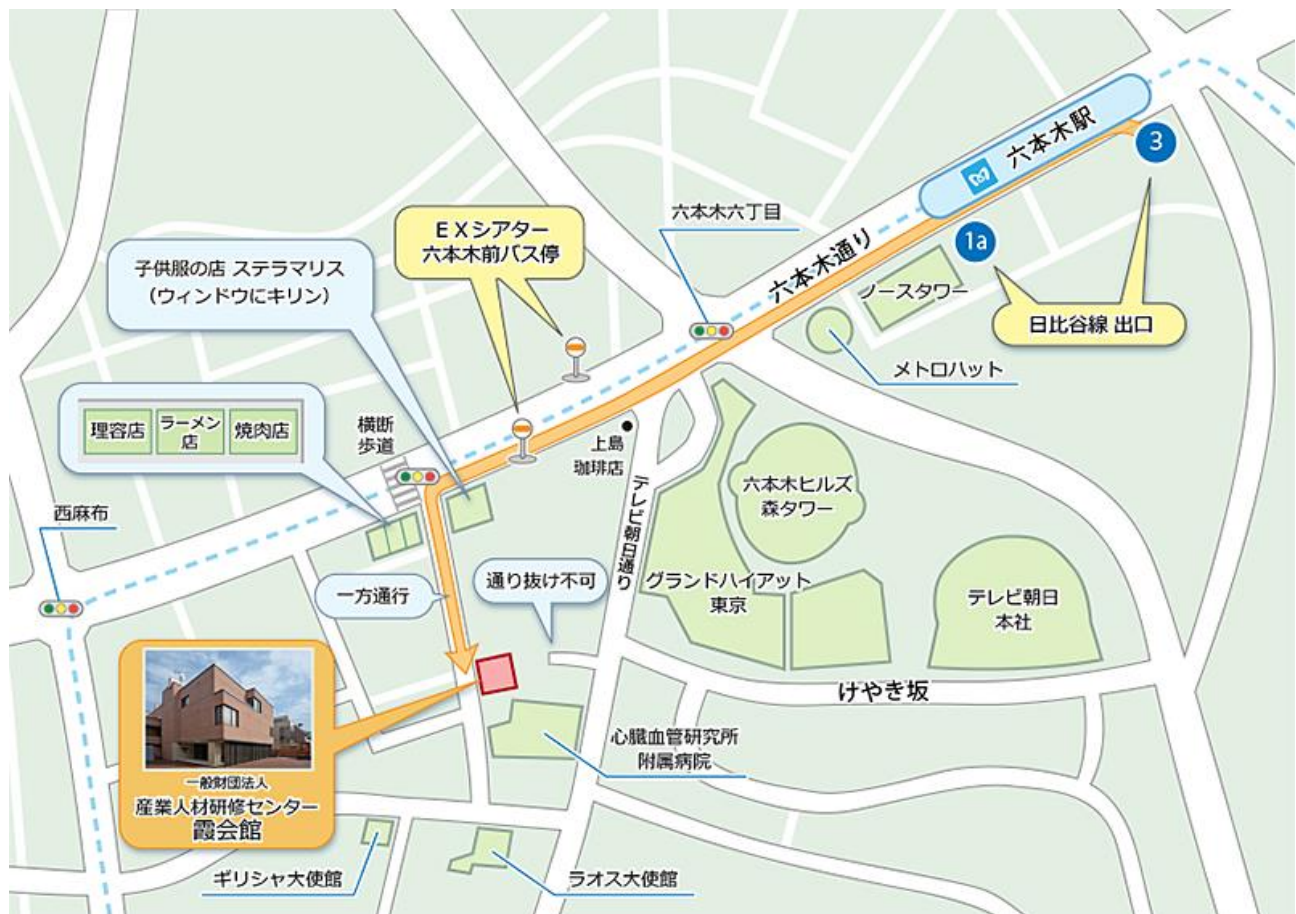 六本木駅
3
六本木六丁目
EXシアター
六本木前バス停
1a
六本木通り
子供服の店 ステラマリス
（ウィンドウにキリン）
ノースタワー
日比谷線 出口
メトロハット
理容店
ラーメン
店
焼肉店
横断
歩道
上島
珈琲店
六本木ヒルズ
森タワー
西麻布
テレビ朝日通り
一方通行
通り抜け不可
グランドハイアット
東京
テレビ朝日
本社
けやき坂
心臓血管研究所
附属病院
一般財団法人
産業人材研修センター
霞会館
ギリシャ大使館
ラオス大使館